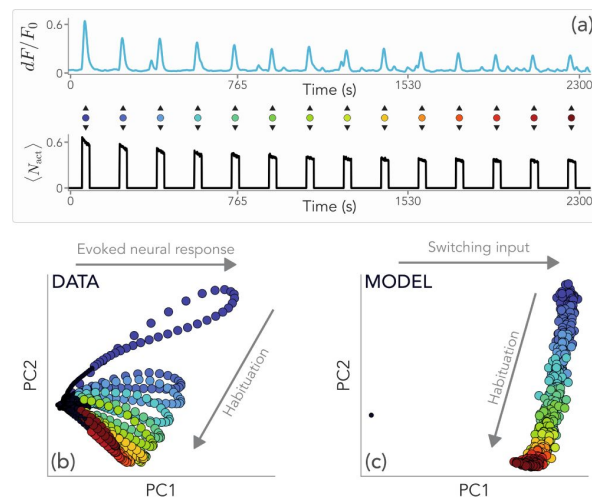 (a)
dF/F₀
0.6
0
0 765 1530 2300
Time (s)
⟨N_act⟩
0.6
0
0 765 1530 2300
Time (s)
Evoked neural response
DATA
PC2
Habituation
(b)
PC1
Switching input
MODEL
PC2
Habituation
(c)
PC1